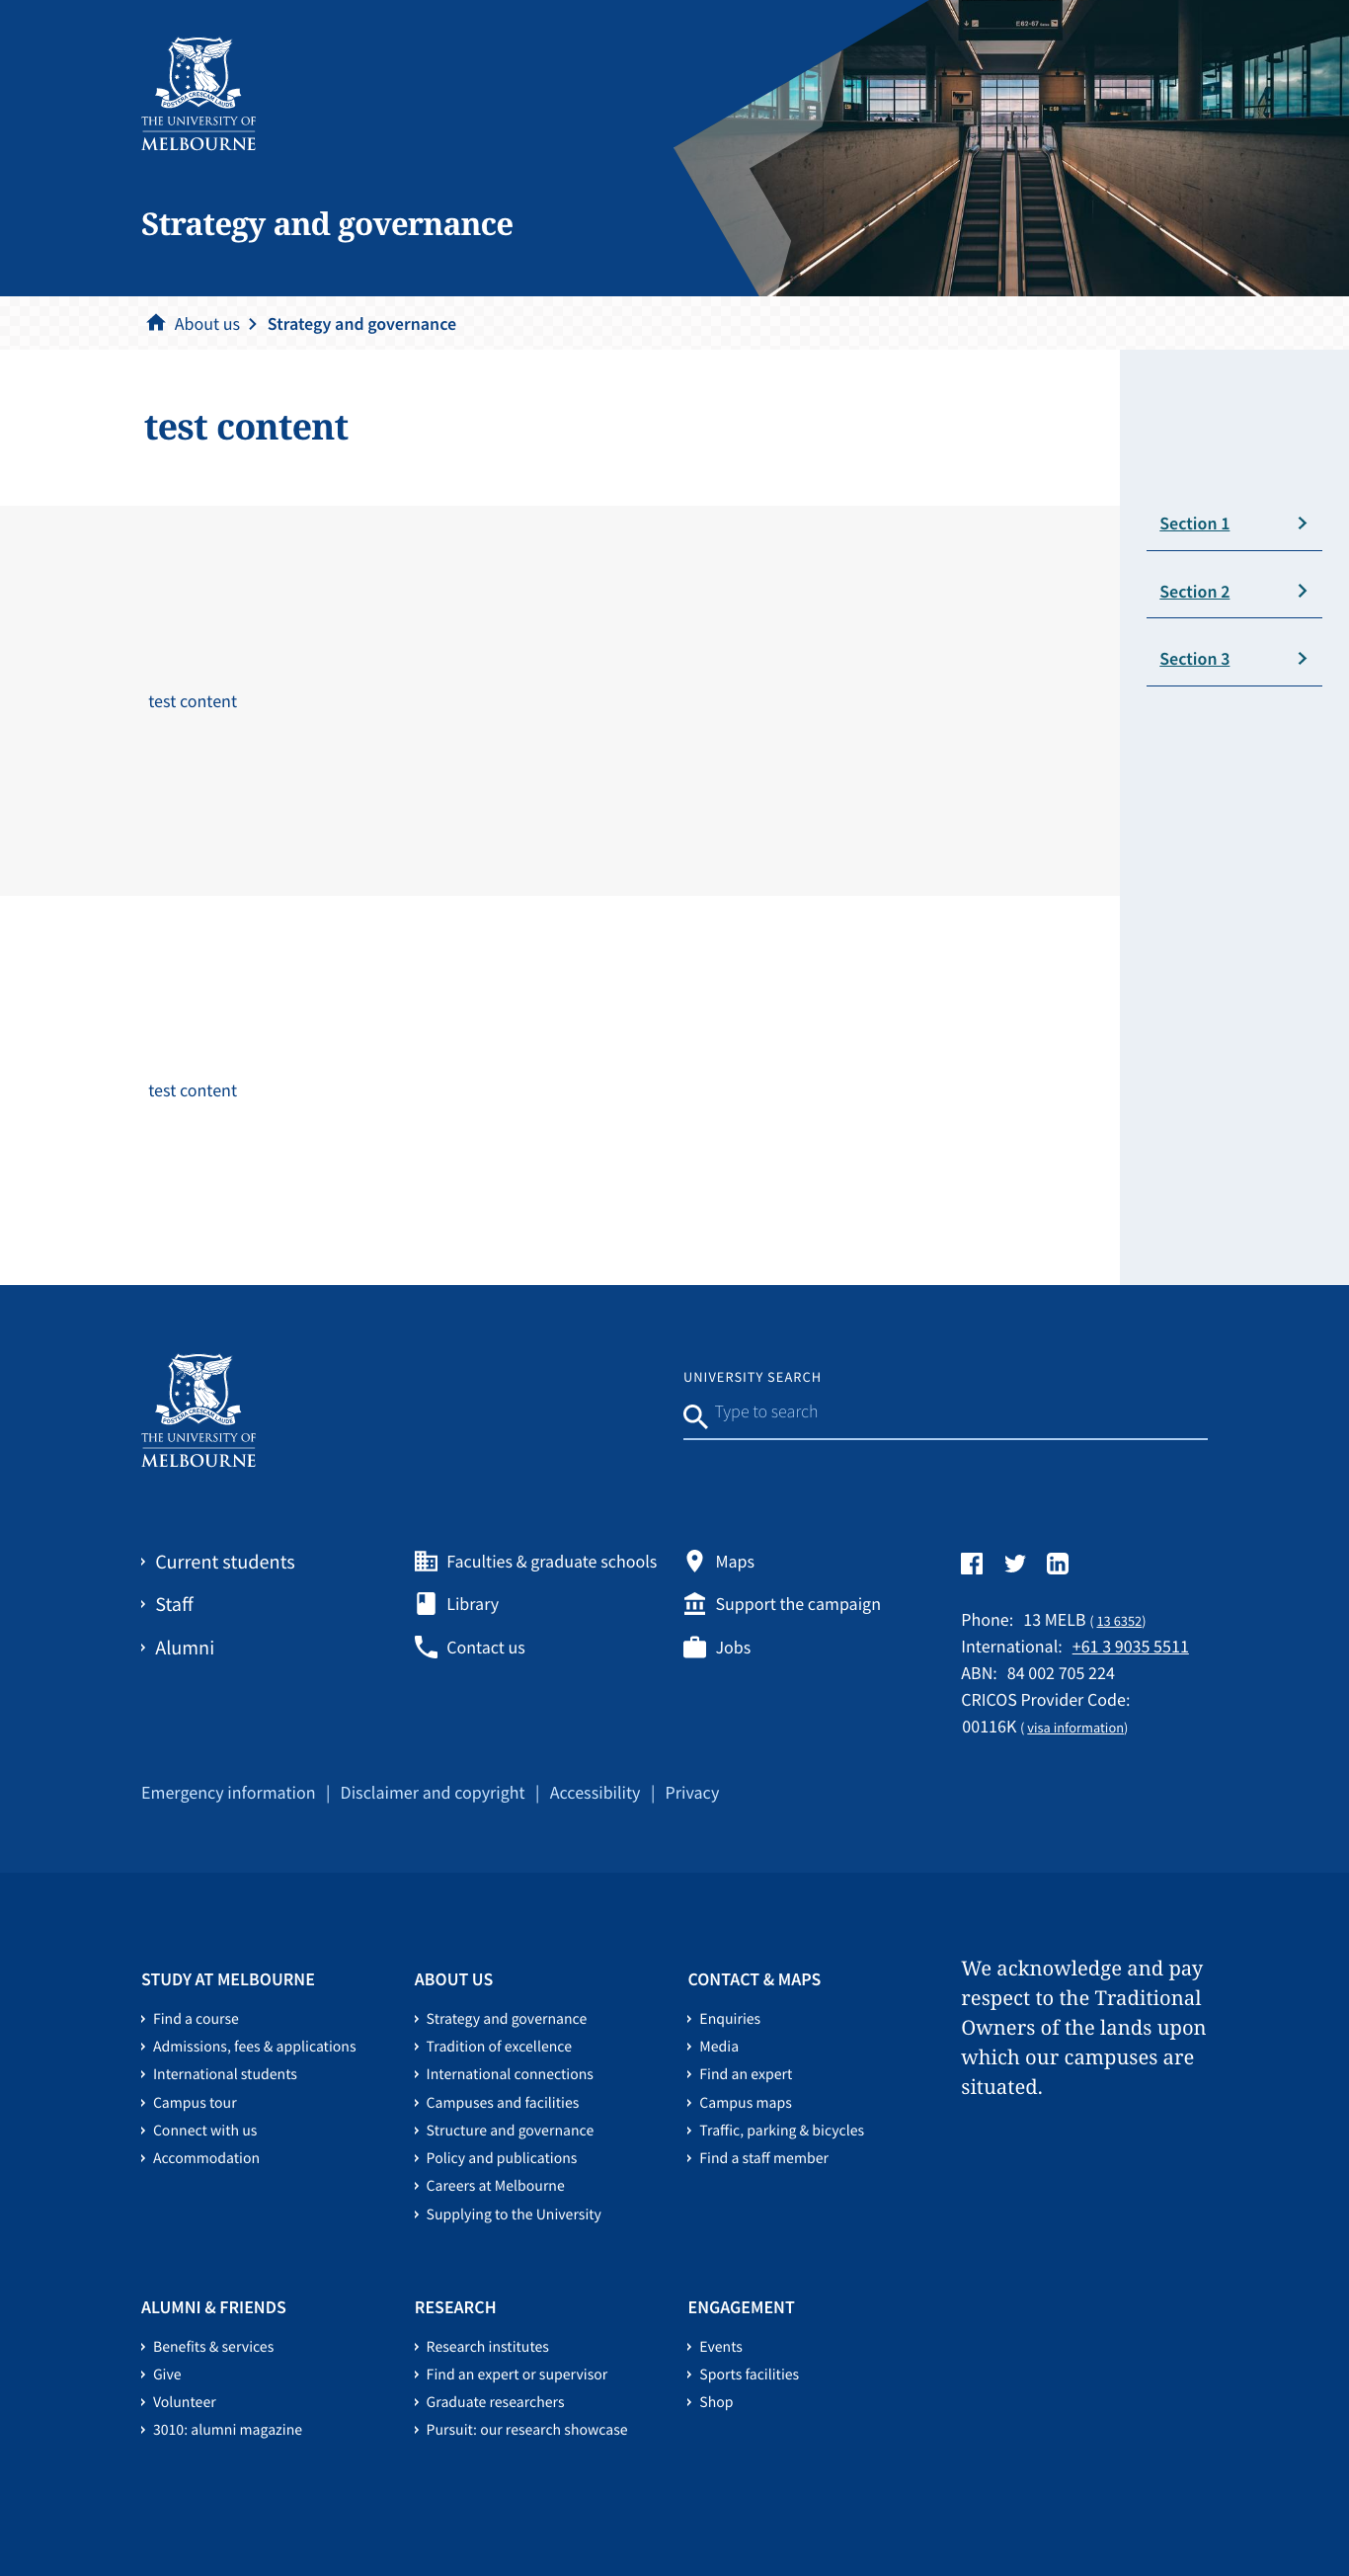 E62-67
POSTERA CRESCAM LAUDE
THE UNIVERSITY OF
MELBOURNE
Strategy and governance
About us
Strategy and governance
test content
Section 1
Section 2
Section 3
test content
test content
POSTERA CRESCAM LAUDE
THE UNIVERSITY OF
MELBOURNE
UNIVERSITY SEARCH
Type to search
Current students
Staff
Alumni
Faculties & graduate schools
Library
Contact us
Maps
Support the campaign
Jobs
Phone: 13 MELB ( 13 6352)
International: +61 3 9035 5511
ABN: 84 002 705 224
CRICOS Provider Code:
00116K ( visa information)
Emergency information | Disclaimer and copyright | Accessibility | Privacy
STUDY AT MELBOURNE
Find a course
Admissions, fees & applications
International students
Campus tour
Connect with us
Accommodation
ABOUT US
Strategy and governance
Tradition of excellence
International connections
Campuses and facilities
Structure and governance
Policy and publications
Careers at Melbourne
Supplying to the University
CONTACT & MAPS
Enquiries
Media
Find an expert
Campus maps
Traffic, parking & bicycles
Find a staff member
We acknowledge and pay
respect to the Traditional
Owners of the lands upon
which our campuses are
situated.
ALUMNI & FRIENDS
Benefits & services
Give
Volunteer
3010: alumni magazine
RESEARCH
Research institutes
Find an expert or supervisor
Graduate researchers
Pursuit: our research showcase
ENGAGEMENT
Events
Sports facilities
Shop